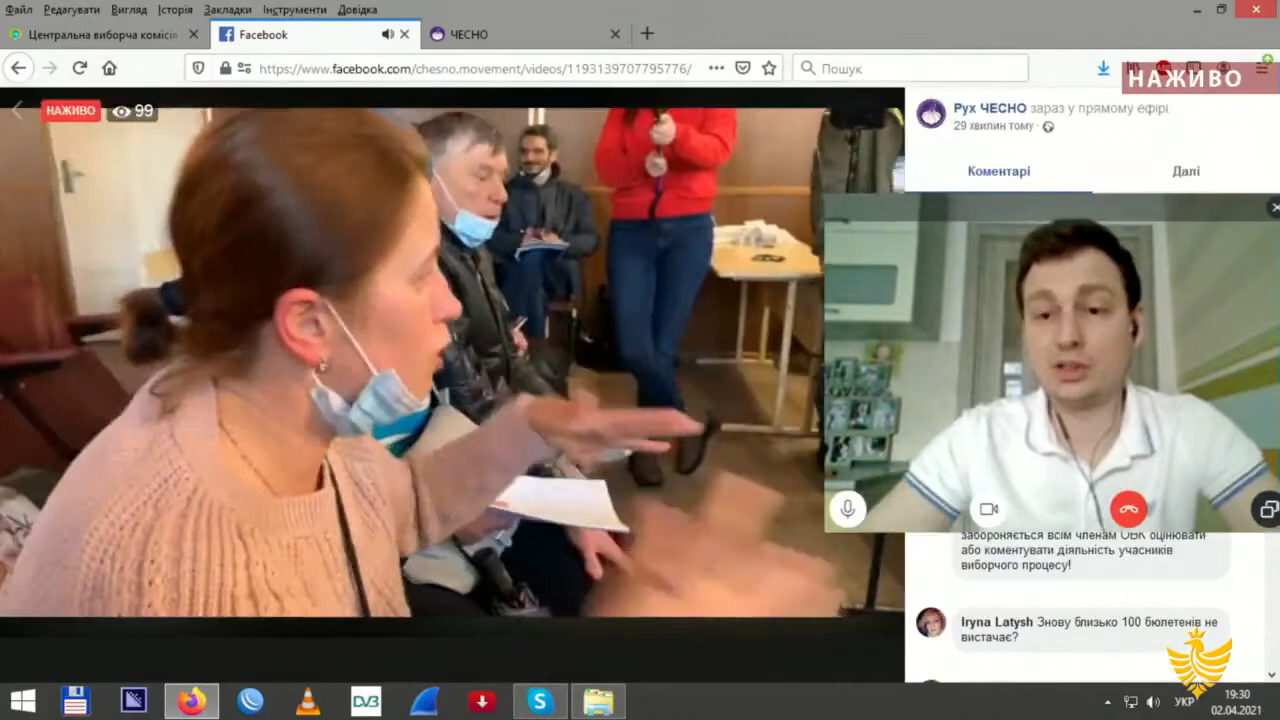 Файл Редагувати Вигляд Історія Закладки Інструменти Довідка
Центральна виборча комісія
Facebook
ЧЕСНО
https://www.facebook.com/chesno.movement/videos/1193139707795776/
Пошук
НАЖИВО
НАЖИВО 99
Рух ЧЕСНО зараз у прямому ефірі.
29 хвилин тому
Коментарі Далі
забороняється всім членам ОВК оцінювати
або коментувати діяльність учасників
виборчого процесу!
Iryna Latysh Знову близько 100 бюлетенів не
вистачає?
DVB
УКР
19:30
02.04.2021